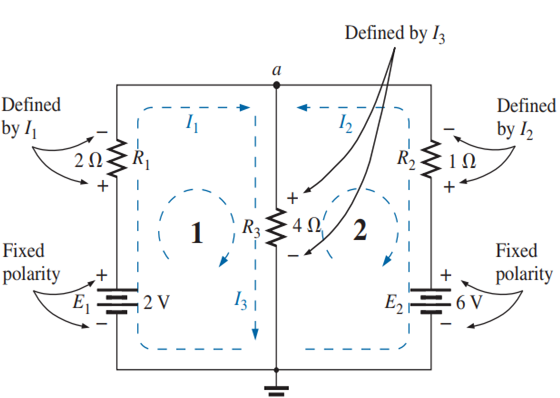 Defined by I3
a
Defined
by I1
Defined
by I2
I1
I2
−
−
2 Ω
R1
R2
1 Ω
+
+
+
1
R3
4 Ω
2
−
Fixed
polarity
Fixed
polarity
+
+
E1
2 V
I3
E2
6 V
−
−